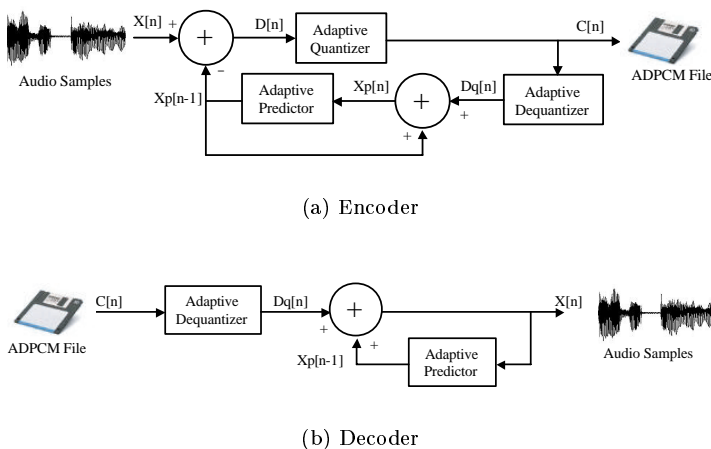 X[n]
+
+
−
D[n]
Adaptive
Quantizer
C[n]
ADPCM File
Audio Samples
Xp[n-1]
Adaptive
Predictor
Xp[n]
+
+
+
Dq[n]
Adaptive
Dequantizer
(a) Encoder
ADPCM File
C[n]
Adaptive
Dequantizer
Dq[n]
+
+
+
X[n]
Audio Samples
Xp[n-1]
Adaptive
Predictor
(b) Decoder